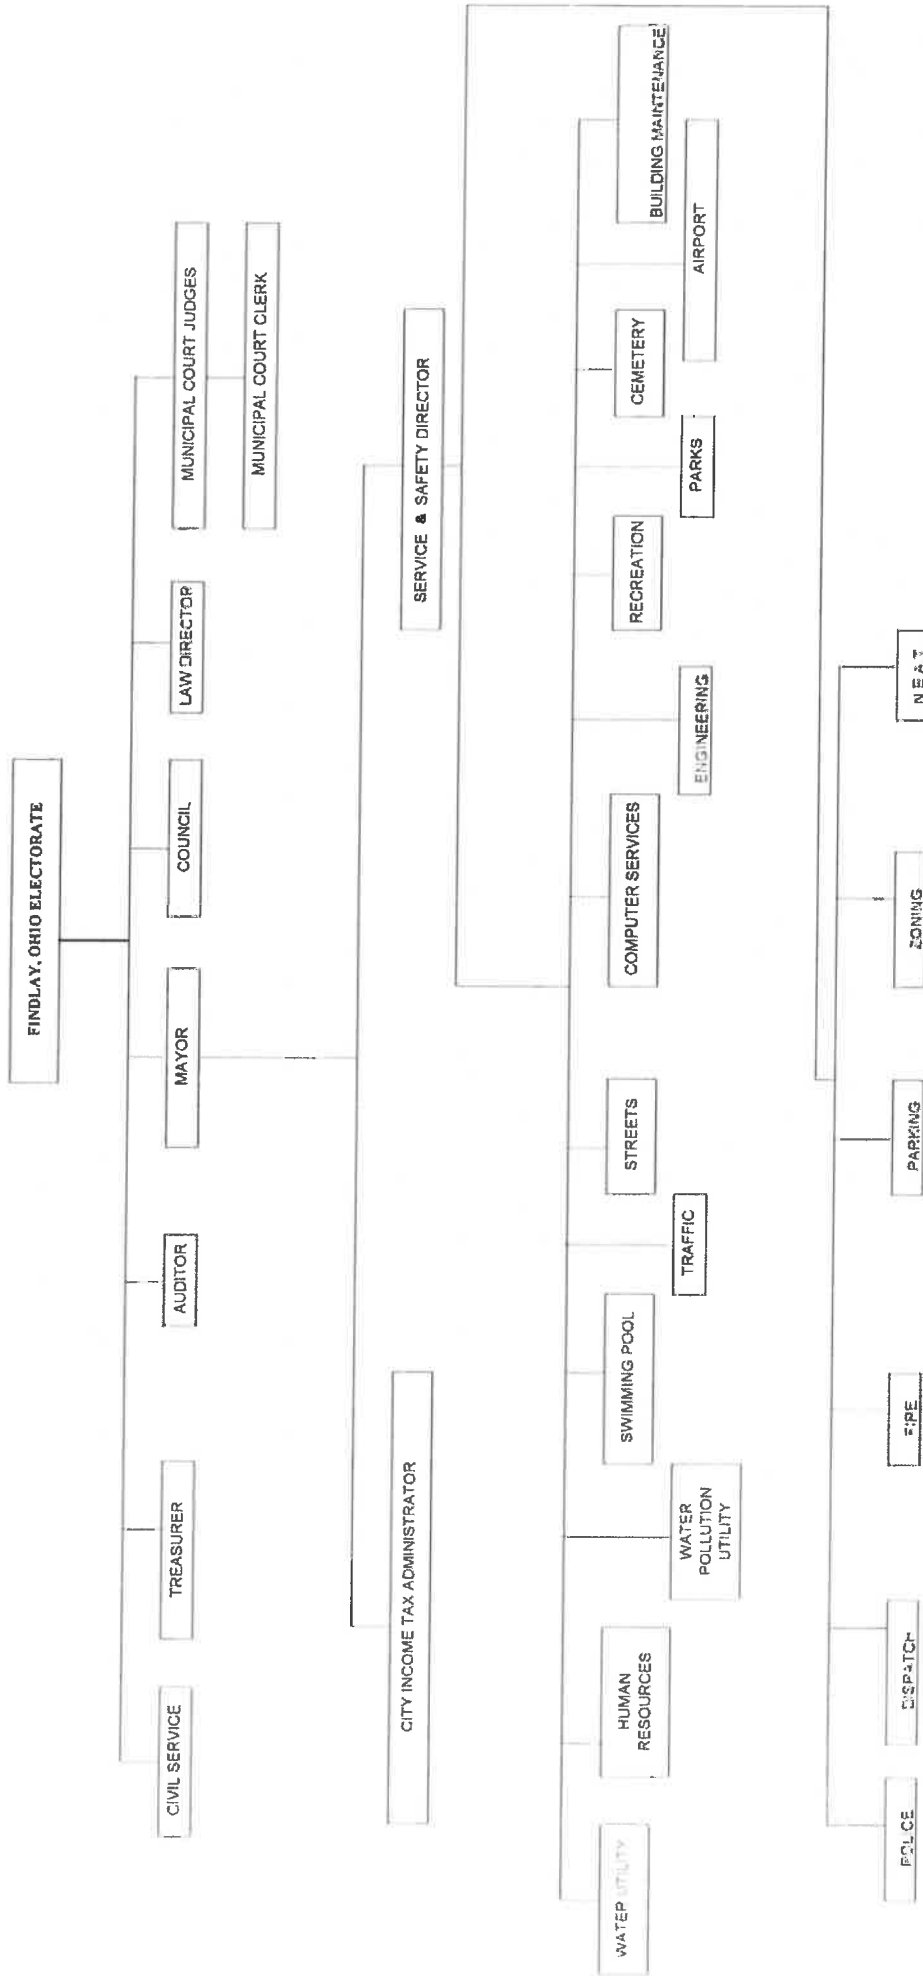 FINDLAY, OHIO ELECTORATE
CIVIL SERVICE
TREASURER
AUDITOR
MAYOR
COUNCIL
LAW DIRECTOR
MUNICIPAL COURT JUDGES
MUNICIPAL COURT CLERK
CITY INCOME TAX ADMINISTRATOR
SERVICE & SAFETY DIRECTOR
WATER UTILITY
HUMAN
RESOURCES
WATER
POLLUTION
UTILITY
SWIMMING POOL
TRAFFIC
STREETS
COMPUTER SERVICES
ENGINEERING
RECREATION
PARKS
CEMETERY
AIRPORT
BUILDING MAINTENANCE
POLICE
DISPATCH
FIRE
PARKING
ZONING
N E A T